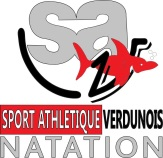 sa
SPORT ATHLETIQUE VERDUNOIS
NATATION